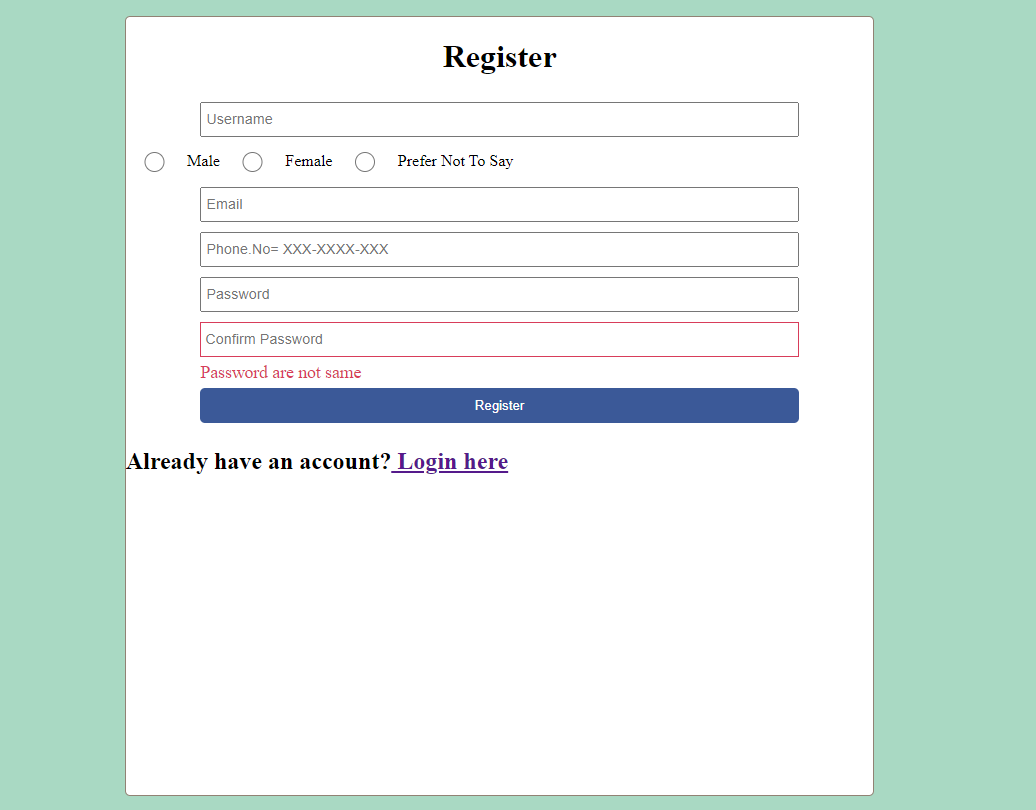 Register
Username
Male Female Prefer Not To Say
Email
Phone.No= XXX-XXXX-XXX
Password
Confirm Password
Password are not same
Register
Already have an account? Login here